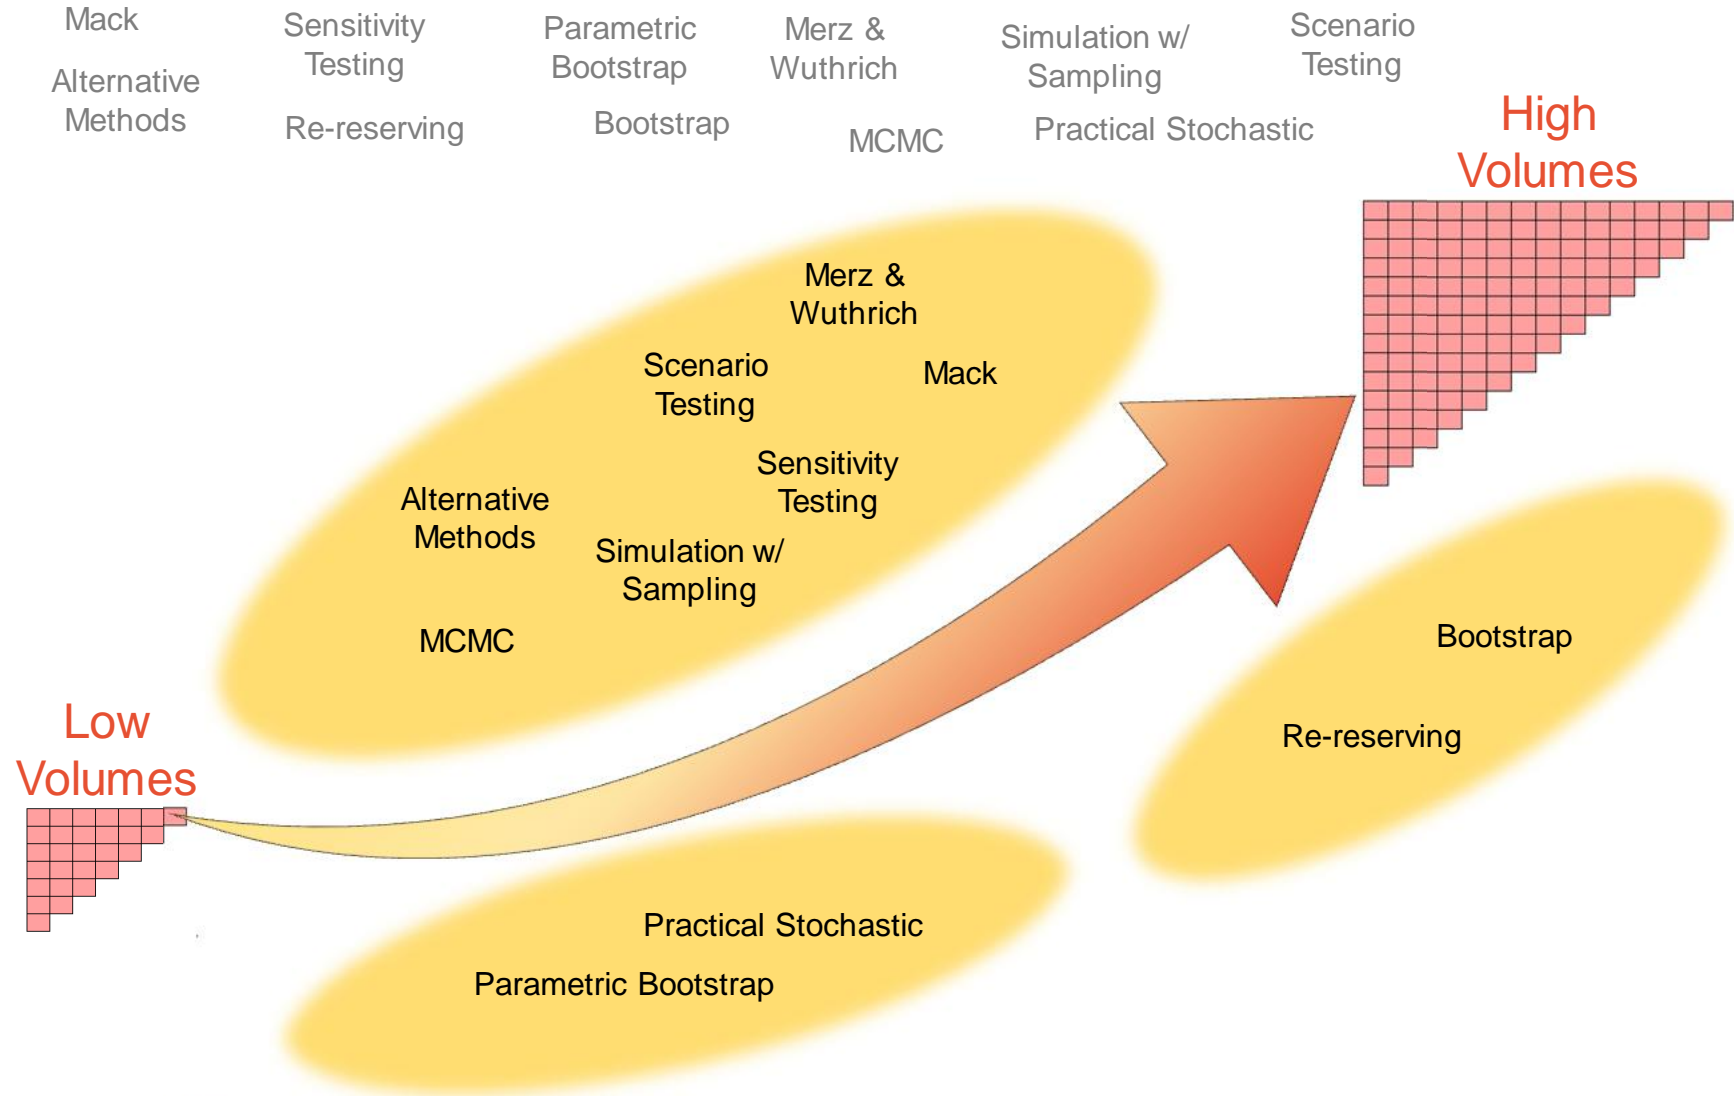 Mack
Sensitivity
Testing
Parametric
Bootstrap
Merz &
Wuthrich
Simulation w/
Sampling
Scenario
Testing
Alternative
Methods
Re-reserving
Bootstrap
MCMC
Practical Stochastic
High
Volumes
Merz &
Wuthrich
Scenario
Testing
Mack
Sensitivity
Testing
Alternative
Methods
Simulation w/
Sampling
MCMC
Bootstrap
Re-reserving
Low
Volumes
Practical Stochastic
Parametric Bootstrap